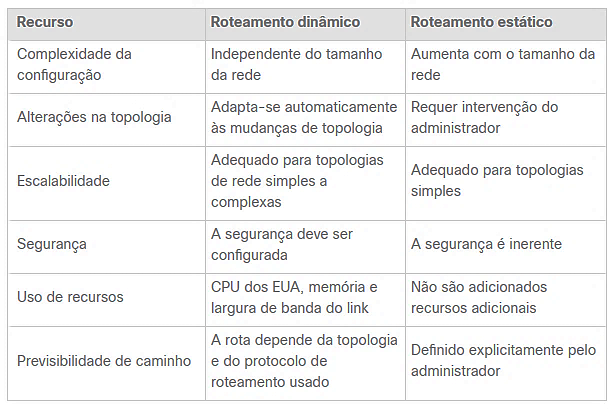 Recurso Roteamento dinâmico Roteamento estático
Complexidade da
configuração
Independente do tamanho
da rede
Aumenta com o tamanho da
rede
Alterações na topologia
Adapta-se automaticamente
às mudanças de topologia
Requer intervenção do
administrador
Escalabilidade
Adequado para topologias
de rede simples a
complexas
Adequado para topologias
simples
Segurança
A segurança deve ser
configurada
A segurança é inerente
Uso de recursos
CPU dos EUA, memória e
largura de banda do link
Não são adicionados
recursos adicionais
Previsibilidade de caminho
A rota depende da topologia
e do protocolo de
roteamento usado
Definido explicitamente pelo
administrador